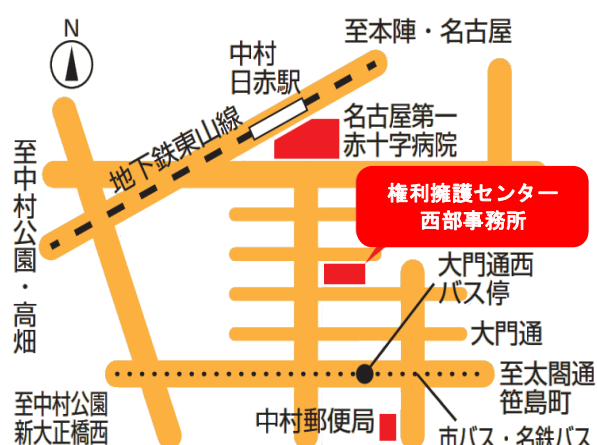 N
至本陣・名古屋
中村
日赤駅
地下鉄東山線
名古屋第一
赤十字病院
至中村公園・高畑
権利擁護センター
西部事務所
大門通西
バス停
大門通
至太閤通
笹島町
至中村公園
新大正橋西
中村郵便局
市バス・名鉄バス